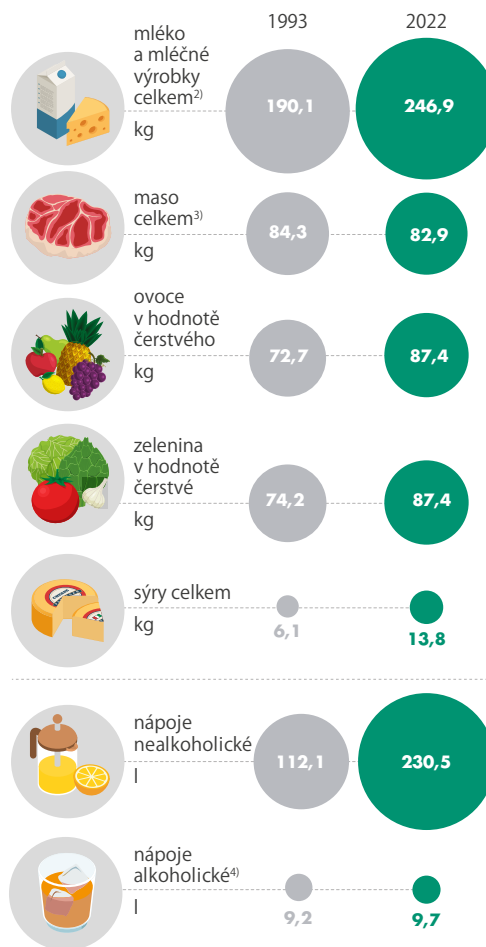 1993 2022
mléko
a mléčné
výrobky
celkem2)
kg
190,1 246,9
maso
celkem3)
kg
84,3 82,9
ovoce
v hodnotě
čerstvého
kg
72,7 87,4
zelenina
v hodnotě
čerstvé
kg
74,2 87,4
sýry celkem
kg
6,1 13,8
nápoje
nealkoholické
l
112,1 230,5
nápoje
alkoholické4)
l
9,2 9,7